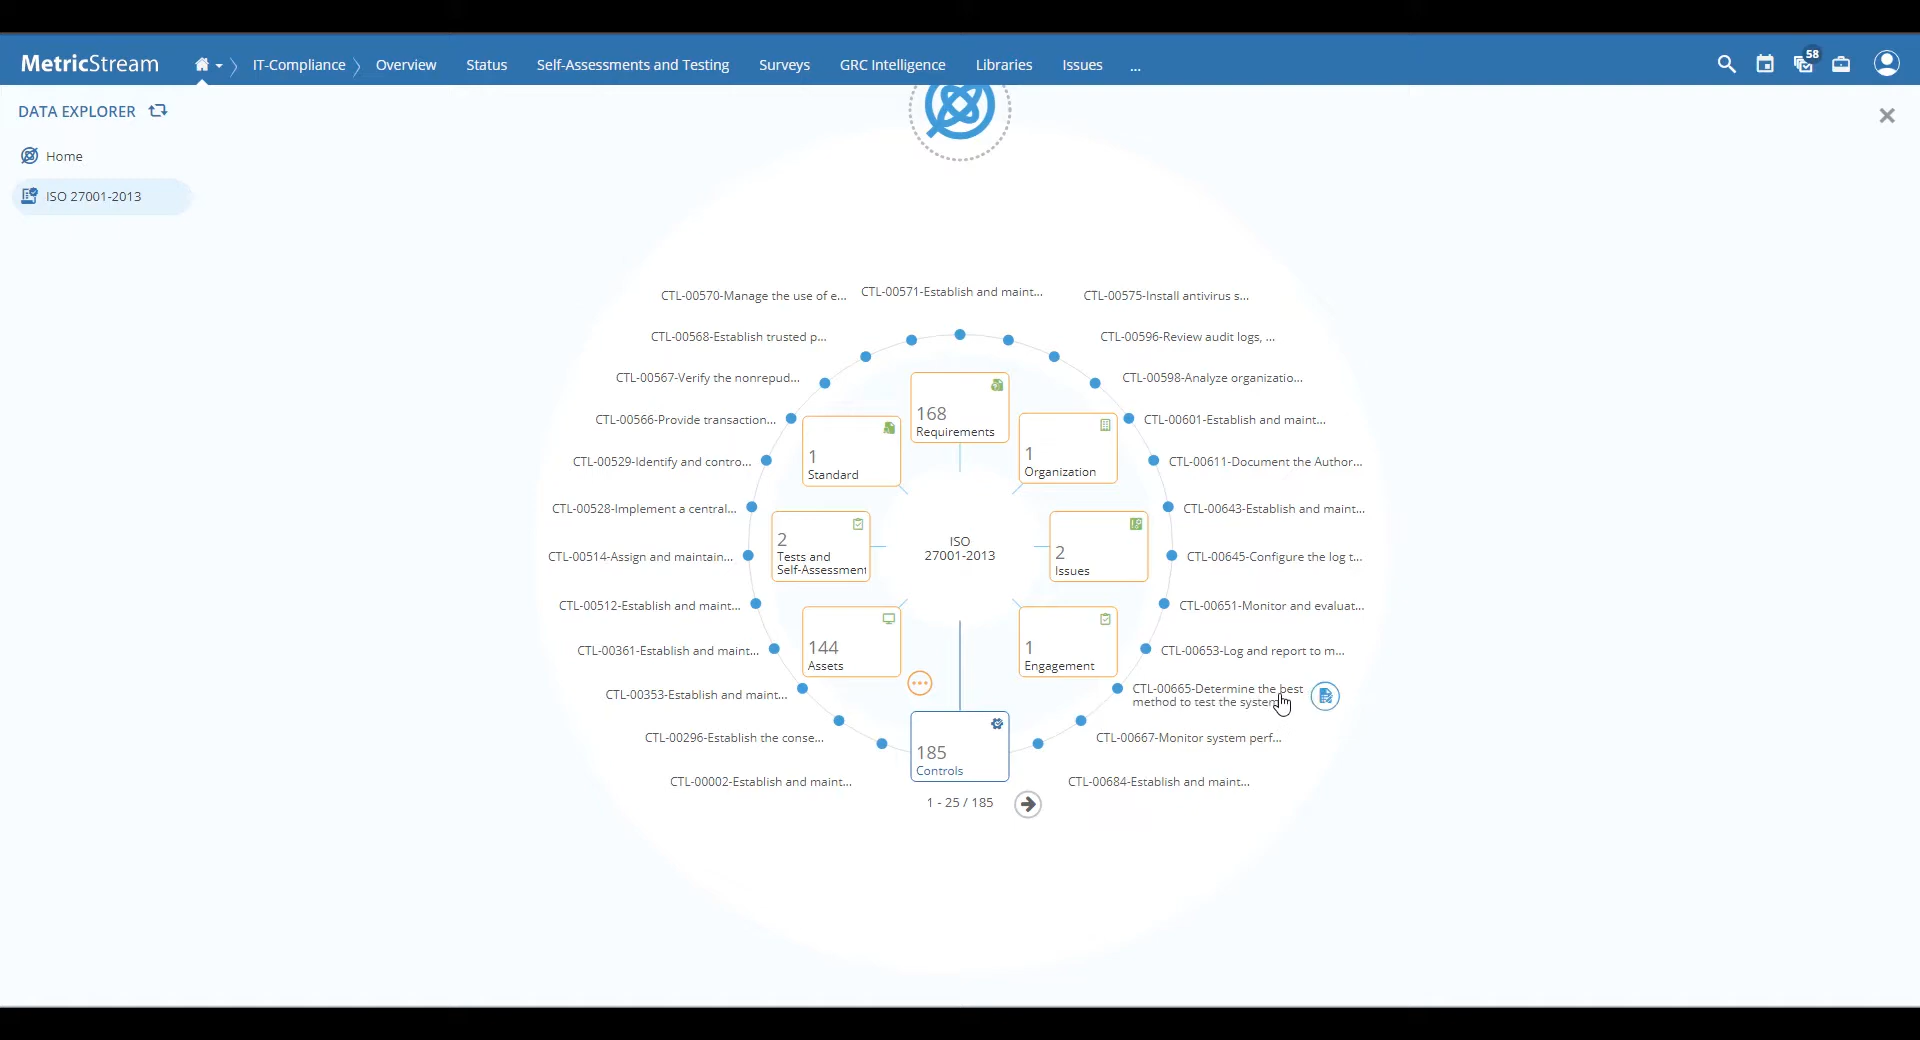 MetricStream
IT-Compliance
Overview
Status
Self-Assessments and Testing
Surveys
GRC Intelligence
Libraries
Issues
...
58
DATA EXPLORER
Home
ISO 27001-2013
CTL-00570-Manage the use of e...
CTL-00571-Establish and maint...
CTL-00575-Install antivirus s...
CTL-00568-Establish trusted p...
CTL-00596-Review audit logs, ...
CTL-00567-Verify the nonrepud...
CTL-00598-Analyze organizatio...
CTL-00566-Provide transaction...
CTL-00601-Establish and maint...
CTL-00529-Identify and contro...
CTL-00611-Document the Author...
CTL-00528-Implement a central...
CTL-00643-Establish and maint...
CTL-00514-Assign and maintain...
CTL-00645-Configure the log t...
CTL-00512-Establish and maint...
CTL-00651-Monitor and evaluat...
CTL-00361-Establish and maint...
CTL-00653-Log and report to m...
CTL-00353-Establish and maint...
CTL-00665-Determine the best
method to test the system
CTL-00296-Establish the conse...
CTL-00667-Monitor system perf...
CTL-00002-Establish and maint...
CTL-00684-Establish and maint...
168
Requirements
1
Standard
1
Organization
2
Tests and
Self-Assessment
ISO
27001-2013
2
Issues
144
Assets
1
Engagement
185
Controls
1 - 25 / 185